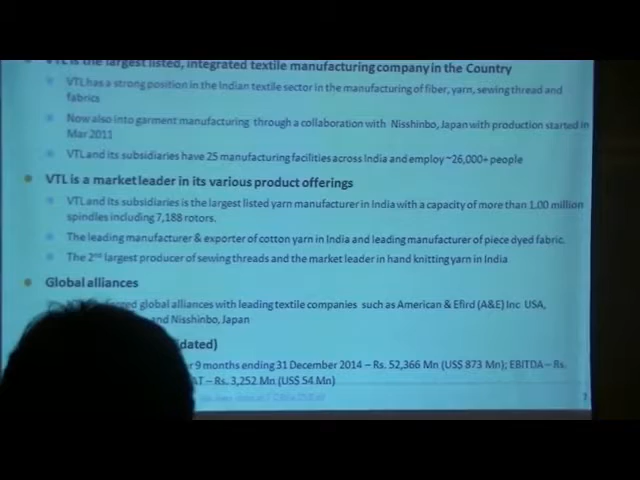 VTL is the largest listed, integrated textile manufacturing company in the Country
VTL has a strong position in the Indian textile sector in the manufacturing of fiber, yarn, sewing thread and
fabrics
Now also into garment manufacturing through a collaboration with Nisshinbo, Japan with production started in
Mar 2011
VTL and its subsidiaries have 25 manufacturing facilities across India and employ ~26,000+ people
VTL is a market leader in its various product offerings
VTL and its subsidiaries is the largest listed yarn manufacturer in India with a capacity of more than 1.00 million
spindles including 7,188 rotors.
The leading manufacturer & exporter of cotton yarn in India and leading manufacturer of piece dyed fabric.
The 2nd largest producer of sewing threads and the market leader in hand knitting yarn in India
Global alliances
global alliances with leading textile companies such as American & Efird (A&E) Inc USA,
and Nisshinbo, Japan
dated)
9 months ending 31 December 2014 – Rs. 52,366 Mn (US$ 873 Mn); EBITDA – Rs.
AT – Rs. 3,252 Mn (US$ 54 Mn)